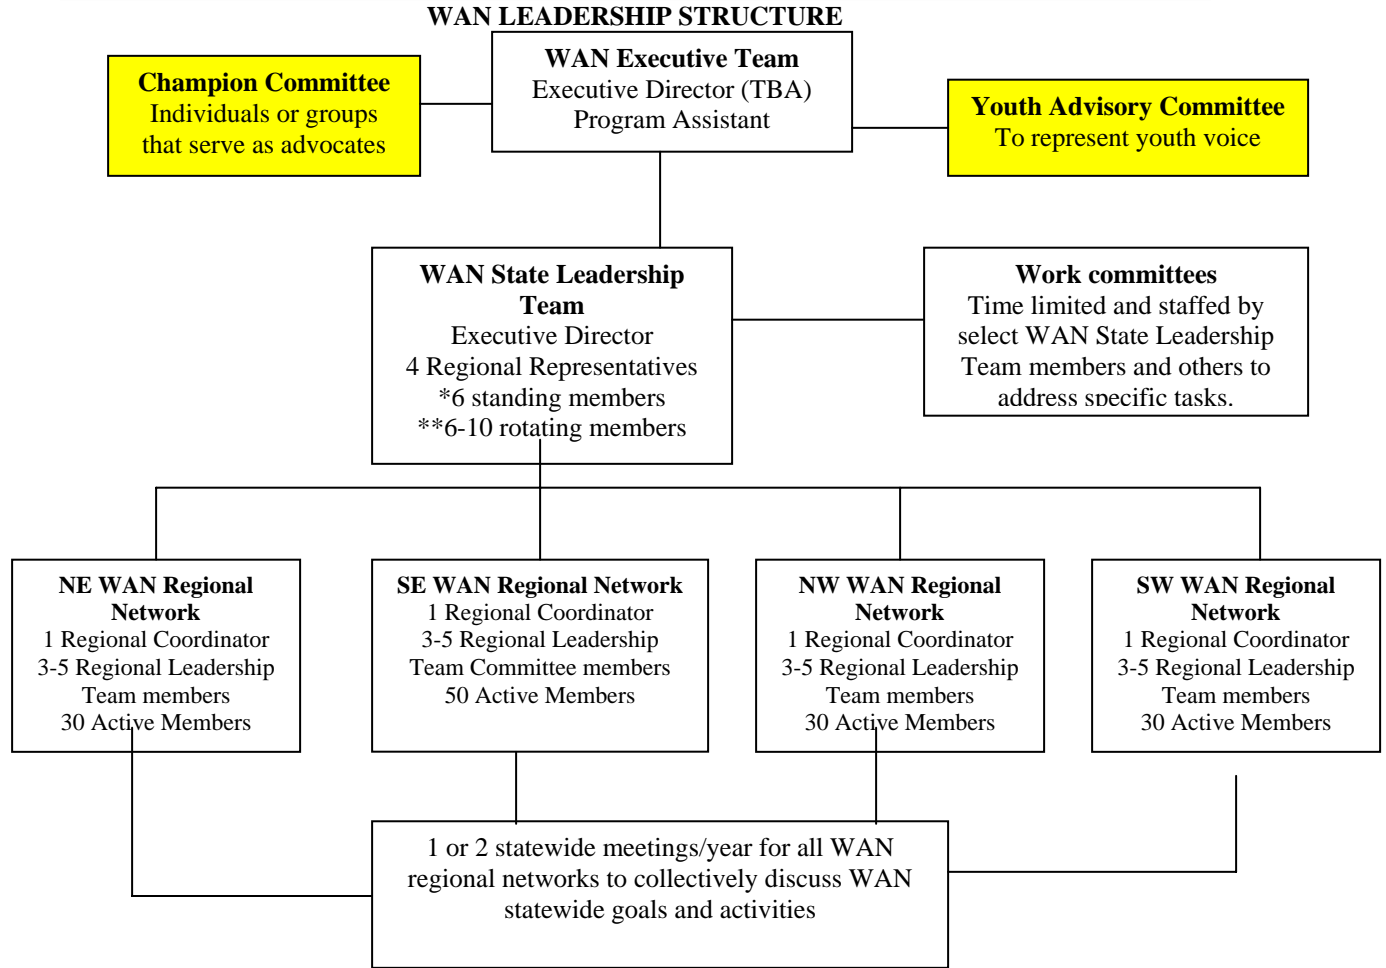 WAN LEADERSHIP STRUCTURE
WAN Executive Team
Executive Director (TBA)
Program Assistant
Champion Committee
Individuals or groups
that serve as advocates
Youth Advisory Committee
To represent youth voice
WAN State Leadership
Team
Executive Director
4 Regional Representatives
*6 standing members
**6-10 rotating members
Work committees
Time limited and staffed by
select WAN State Leadership
Team members and others to
address specific tasks.
NE WAN Regional
Network
1 Regional Coordinator
3-5 Regional Leadership
Team members
30 Active Members
SE WAN Regional Network
1 Regional Coordinator
3-5 Regional Leadership
Team Committee members
50 Active Members
NW WAN Regional
Network
1 Regional Coordinator
3-5 Regional Leadership
Team members
30 Active Members
SW WAN Regional
Network
1 Regional Coordinator
3-5 Regional Leadership
Team members
30 Active Members
1 or 2 statewide meetings/year for all WAN
regional networks to collectively discuss WAN
statewide goals and activities